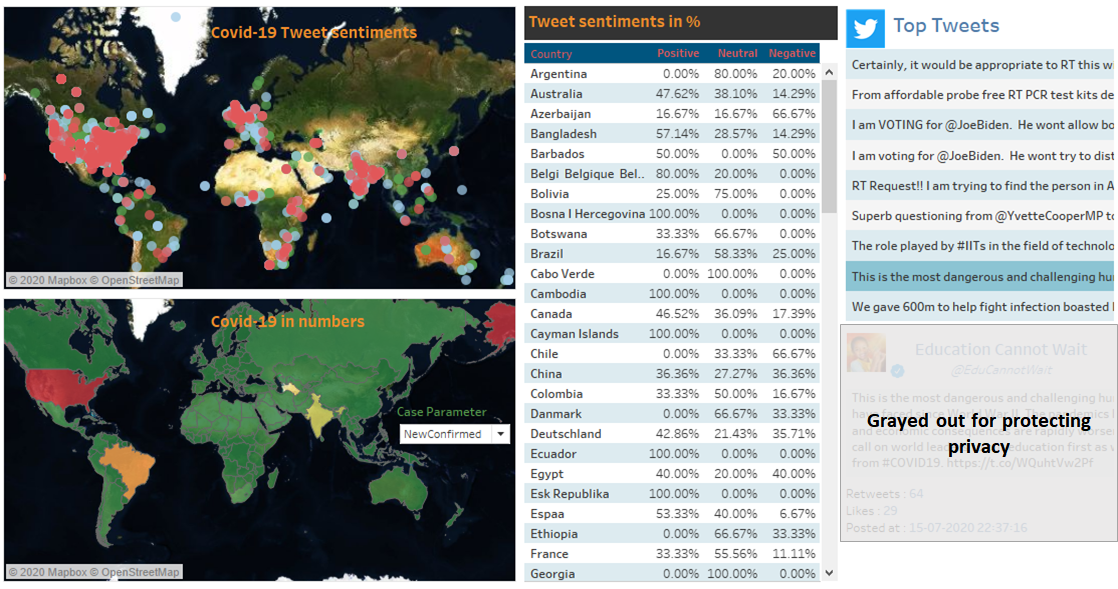 Covid-19 Tweet sentiments
© 2020 Mapbox © OpenStreetMap
Covid-19 in numbers
Case Parameter
NewConfirmed
© 2020 Mapbox © OpenStreetMap
Tweet sentiments in %
Country Positive Neutral Negative
Argentina 0.00% 80.00% 20.00%
Australia 47.62% 38.10% 14.29%
Azerbaijan 16.67% 16.67% 66.67%
Bangladesh 57.14% 28.57% 14.29%
Barbados 50.00% 0.00% 50.00%
Belgi Belgique Bel.. 80.00% 20.00% 0.00%
Bolivia 25.00% 75.00% 0.00%
Bosna I Hercegovina 100.00% 0.00% 0.00%
Botswana 33.33% 66.67% 0.00%
Brazil 16.67% 58.33% 25.00%
Cabo Verde 0.00% 100.00% 0.00%
Cambodia 100.00% 0.00% 0.00%
Canada 46.52% 36.09% 17.39%
Cayman Islands 100.00% 0.00% 0.00%
Chile 0.00% 33.33% 66.67%
China 36.36% 27.27% 36.36%
Colombia 33.33% 50.00% 16.67%
Danmark 0.00% 66.67% 33.33%
Deutschland 42.86% 21.43% 35.71%
Ecuador 100.00% 0.00% 0.00%
Egypt 40.00% 20.00% 40.00%
Esk Republika 100.00% 0.00% 0.00%
Espaa 53.33% 40.00% 6.67%
Ethiopia 0.00% 66.67% 33.33%
France 33.33% 55.56% 11.11%
Georgia 0.00% 100.00% 0.00%
Top Tweets
Certainly, it would be appropriate to RT this w
From affordable probe free RT PCR test kits de
I am VOTING for @JoeBiden. He wont allow bo
I am voting for @JoeBiden. He wont try to dist
RT Request!! I am trying to find the person in A
Superb questioning from @YvetteCooperMP to
The role played by #IITs in the field of technolo
This is the most dangerous and challenging hu
We gave 600m to help fight infection boasted
Education Cannot Wait
@EduCannotWait
This is the most dangerous and challenging hu
have faced since World War II. The pandemics
Grayed out for protecting
and economic consequences are rapidly worse
privacy
call on world education first as
from #COVID19. https://t.co/WQuhtVw2Pf
Retweets : 64
Likes : 29
Posted at : 15-07-2020 22:37:16